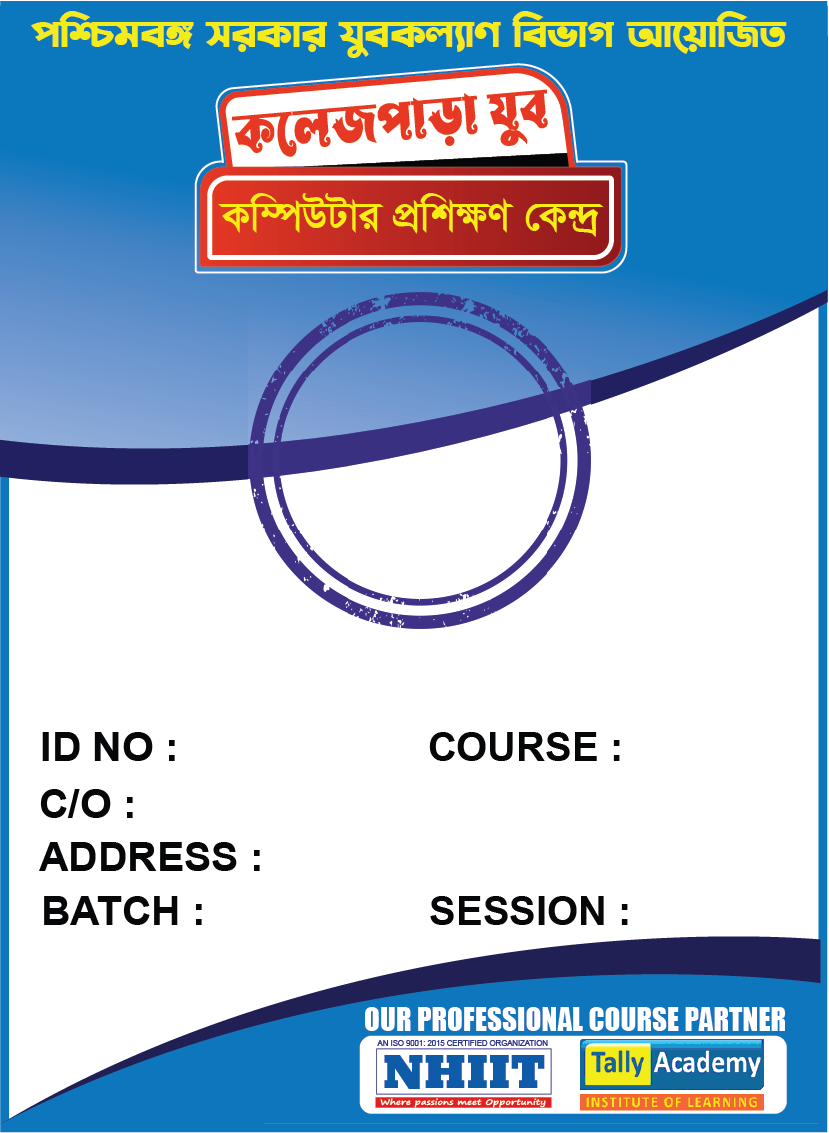 পশ্চিমবঙ্গ সরকার যুবকল্যাণ বিভাগ আয়োজিত
কলেজপাড়া যুব
কম্পিউটার প্রশিক্ষণ কেন্দ্র
ID NO : COURSE :
C/O :
ADDRESS :
BATCH : SESSION :
OUR PROFESSIONAL COURSE PARTNER
AN ISO 9001: 2015 CERTIFIED ORGANIZATION
NHIIT
Where passions meet Opportunity
Tally Academy
INSTITUTE OF LEARNING